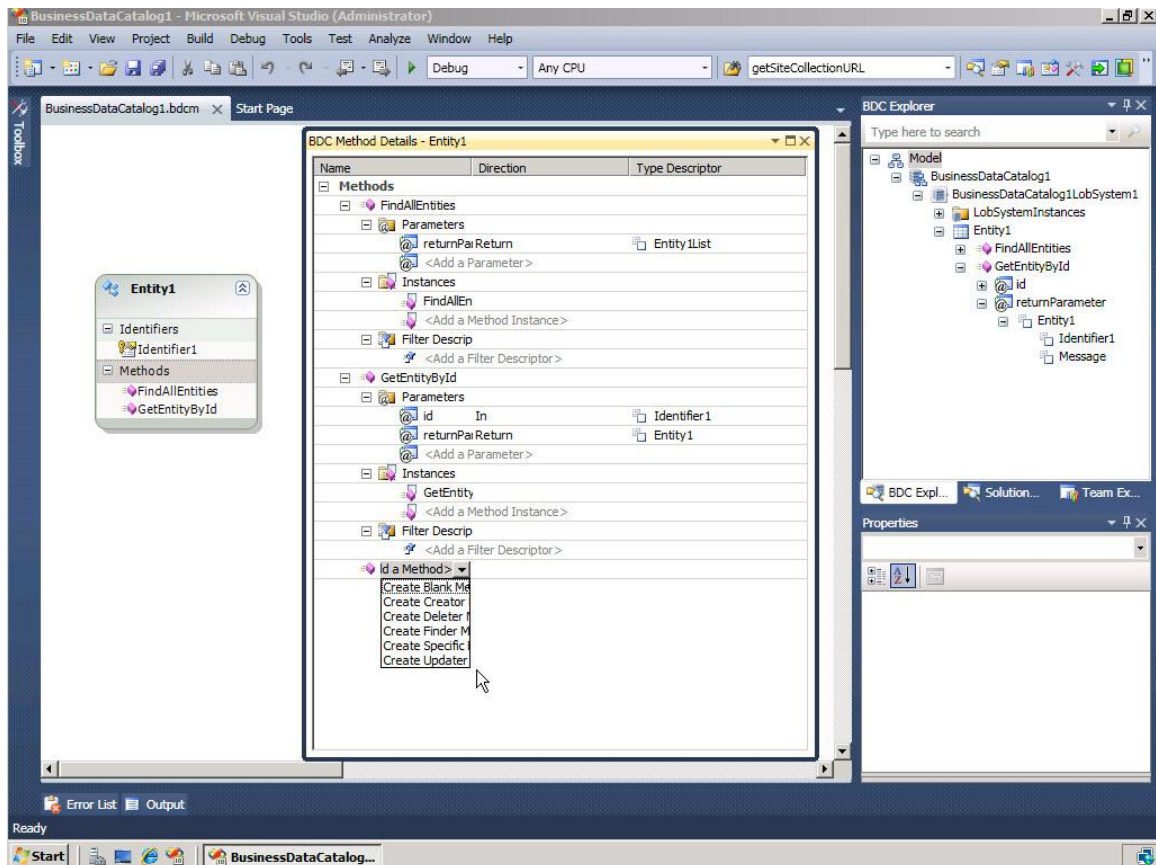 BusinessDataCatalog1 - Microsoft Visual Studio (Administrator)
File Edit View Project Build Debug Tools Test Analyze Window Help
Debug Any CPU getSiteCollectionURL
Toolbox
BusinessDataCatalog1.bdcm Start Page
Entity1
Identifiers
Identifier1
Methods
FindAllEntities
GetEntityById
BDC Method Details - Entity1
Name Direction Type Descriptor
Methods
FindAllEntities
Parameters
returnPar Return Entity1List
<Add a Parameter>
Instances
FindAllEn
<Add a Method Instance>
Filter Descrip
<Add a Filter Descriptor>
GetEntityById
Parameters
id In Identifier1
returnPar Return Entity1
<Add a Parameter>
Instances
GetEntity
<Add a Method Instance>
Filter Descrip
<Add a Filter Descriptor>
ld a Method>
Create Blank Me
Create Creator
Create Deleter M
Create Finder M
Create Specific
Create Updater
BDC Explorer
Type here to search
Model
BusinessDataCatalog1
BusinessDataCatalog1LobSystem1
LobSystemInstances
Entity1
FindAllEntities
GetEntityById
id
returnParameter
Entity1
Identifier1
Message
BDC Expl... Solution... Team Ex...
Properties
Error List Output
Ready
Start BusinessDataCatalog...